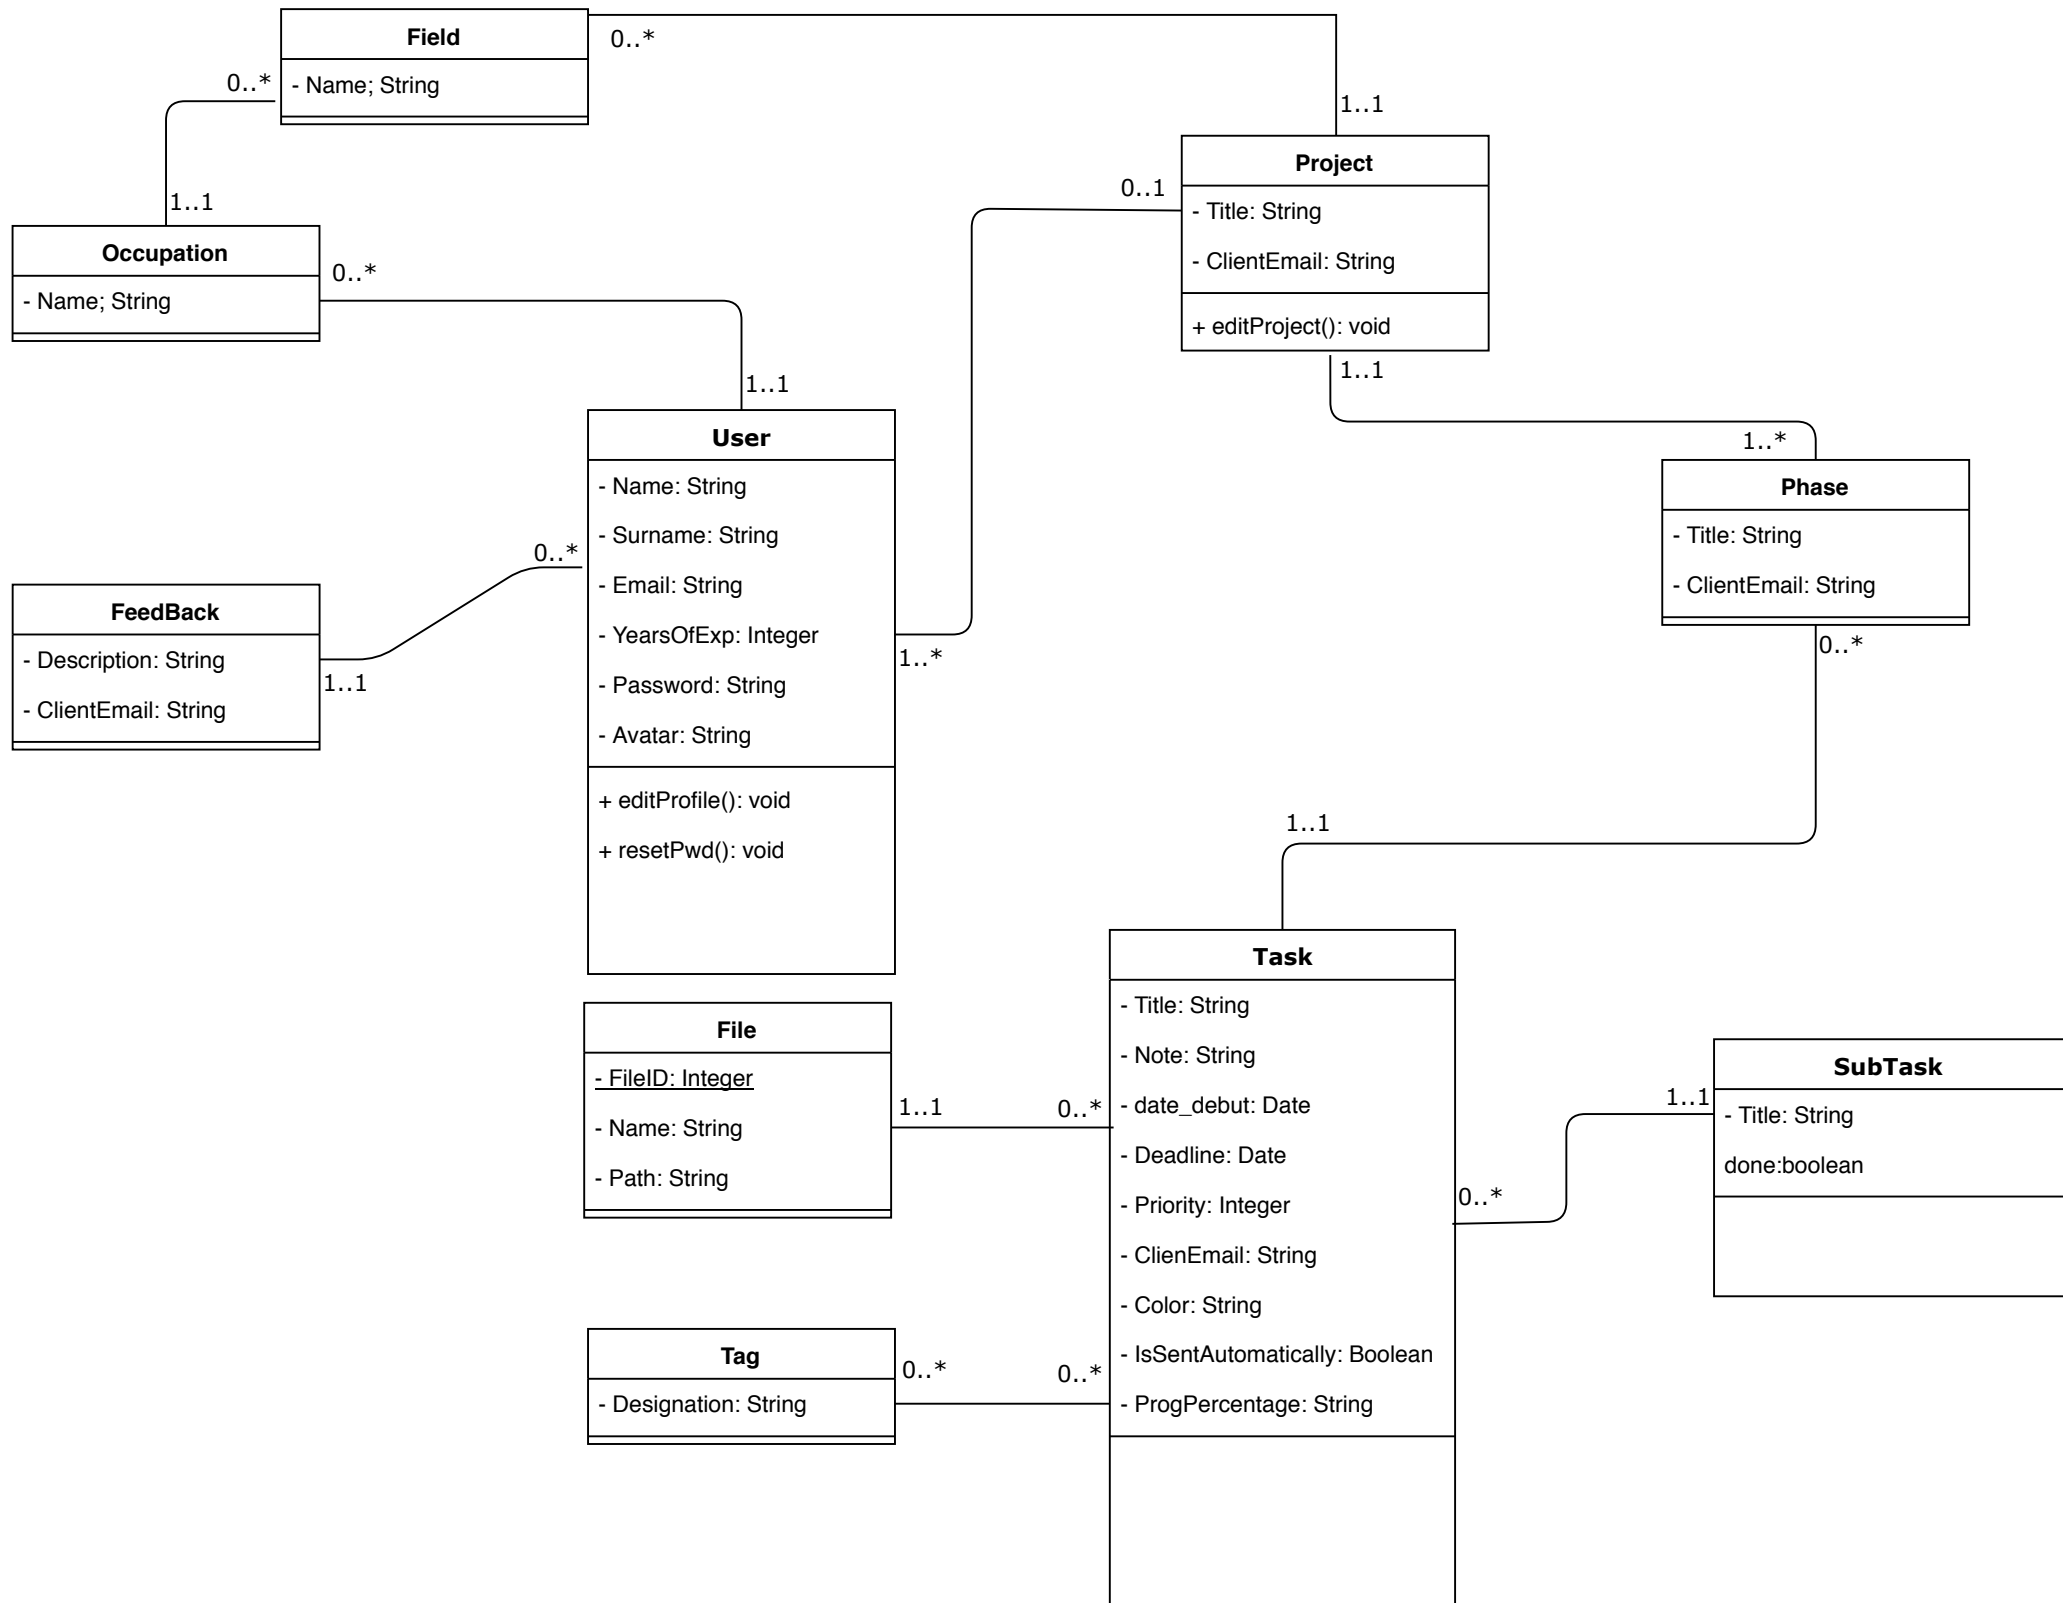 Field
- Name; String
0..*
0..*
1..1
1..1
Occupation
- Name; String
0..*
1..1
Project
- Title: String
- ClientEmail: String
+ editProject(): void
0..1
1..1
1..*
User
- Name: String
- Surname: String
- Email: String
- YearsOfExp: Integer
- Password: String
- Avatar: String
+ editProfile(): void
+ resetPwd(): void
0..*
1..*
Phase
- Title: String
- ClientEmail: String
0..*
FeedBack
- Description: String
- ClientEmail: String
1..1
1..1
Task
- Title: String
- Note: String
- date_debut: Date
- Deadline: Date
- Priority: Integer
- ClienEmail: String
- Color: String
- IsSentAutomatically: Boolean
- ProgPercentage: String
File
- FileID: Integer
- Name: String
- Path: String
1..1
0..*
SubTask
- Title: String
done:boolean
1..1
0..*
Tag
- Designation: String
0..*
0..*